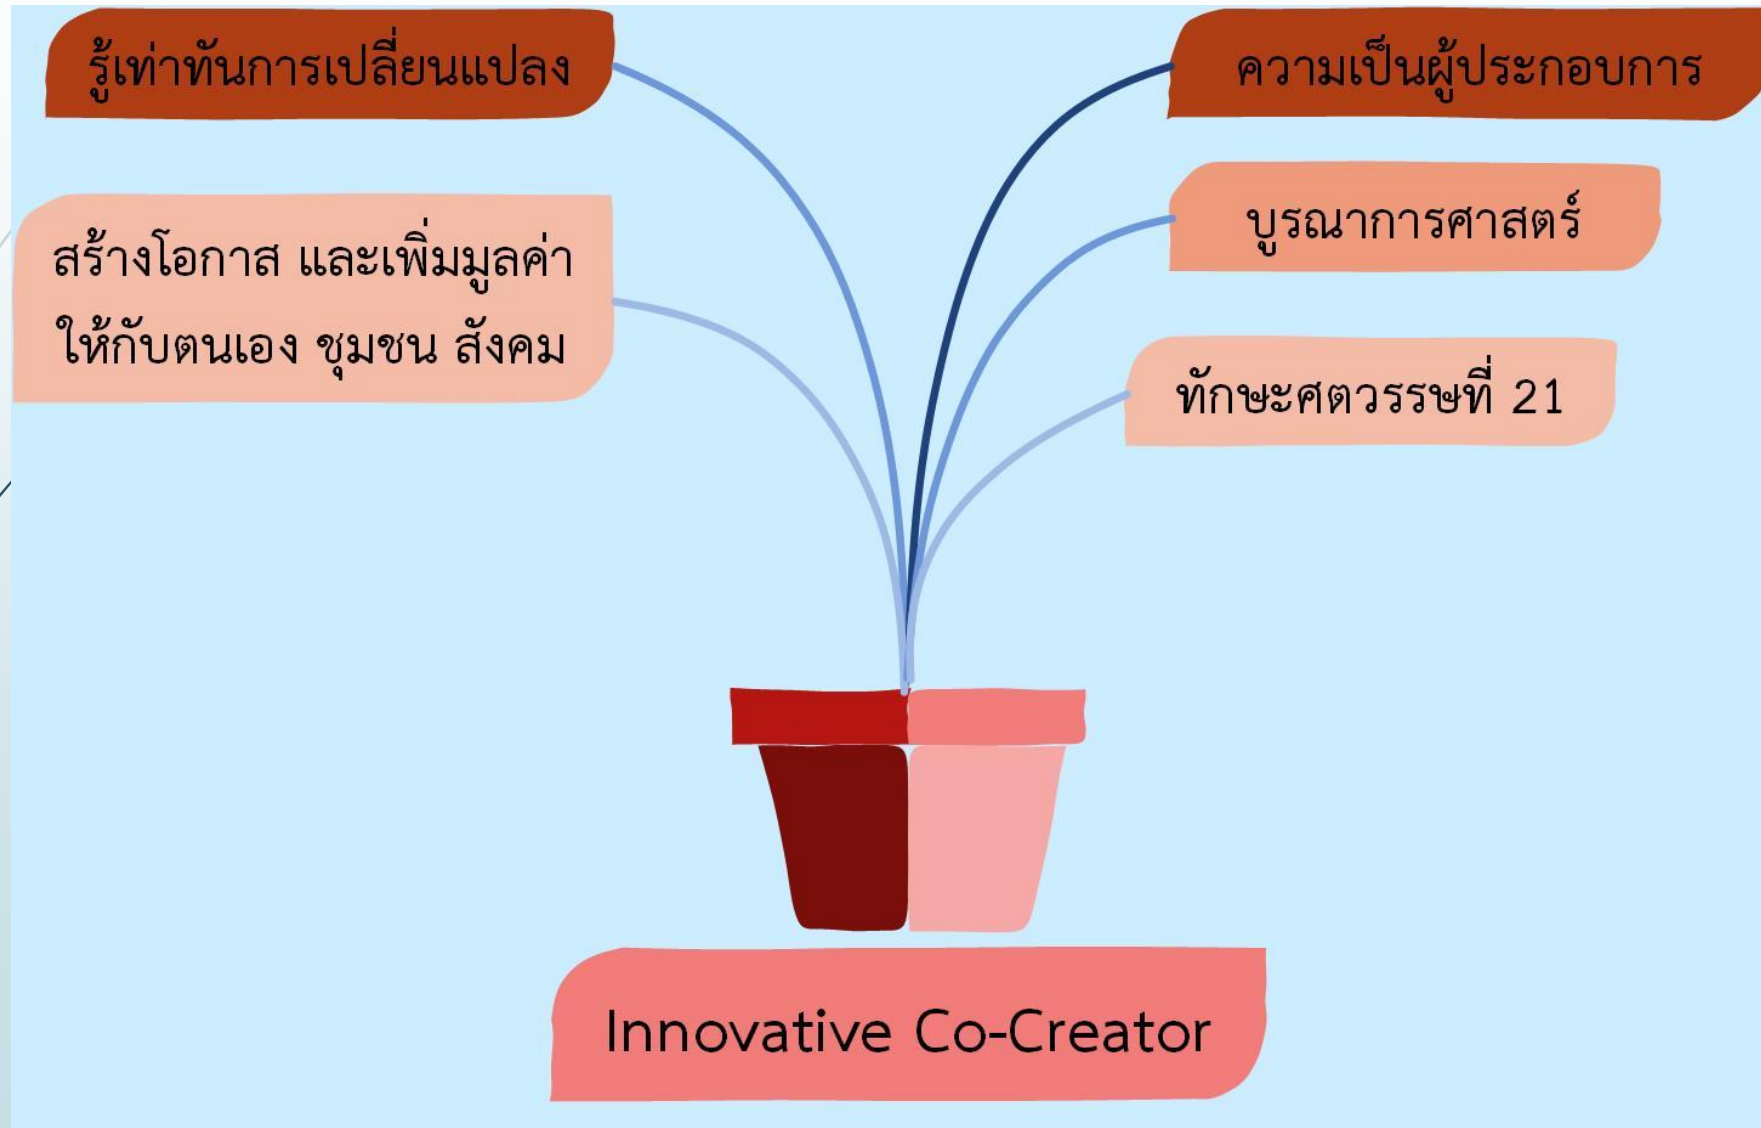 รู้เท่าทันการเปลี่ยนแปลง
สร้างโอกาส และเพิ่มมูลค่า
ให้กับตนเอง ชุมชน สังคม
ความเป็นผู้ประกอบการ
บูรณาการศาสตร์
ทักษะศตวรรษที่ 21
Innovative Co-Creator